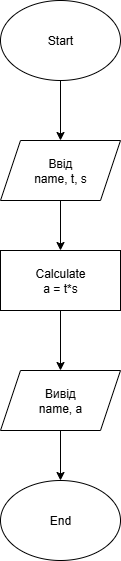 Start
Ввід
name, t, s
Calculate
a = t*s
Вивід
name, a
End